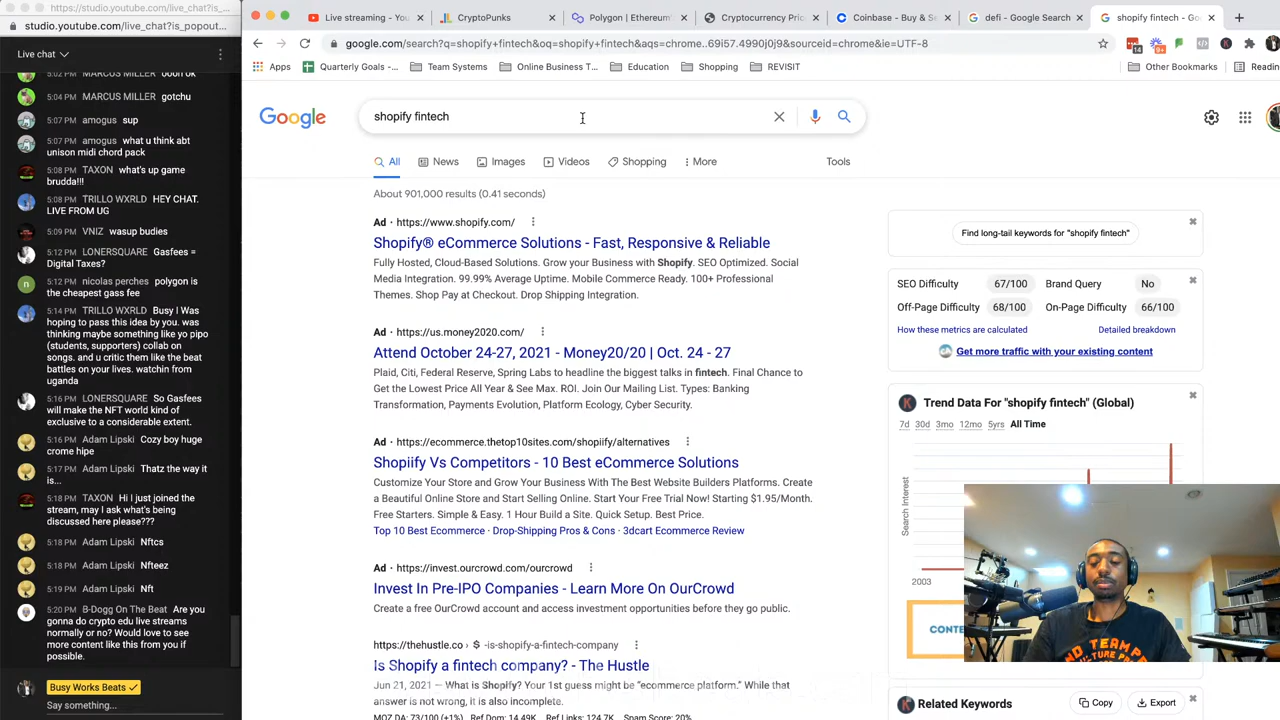 https://studio.youtube.com/live_chat?is_popout...
studio.youtube.com/live_chat?is_popout...
Live chat
5:02 PM MARCUS MILLER
5:04 PM MARCUS MILLER gotchu
5:07 PM amogus sup
5:07 PM amogus what u think abt
unison midi chord pack
5:08 PM TAXON what's up game
brudda!!!
5:08 PM TRILLO WXRLD HEY CHAT.
LIVE FROM UG
5:09 PM VNIZ wasup budies
5:12 PM LONERSQUARE Gasfees =
Digital Taxes?
5:12 PM nicolas perches polygon is
the cheapest gass fee
5:14 PM TRILLO WXRLD Busy I Was
hoping to pass this idea by you. was
thinking maybe something like yo pipo
(students, supporters) collab on
songs. and u critic them like the beat
battles on your lives. watchin from
uganda
5:16 PM LONERSQUARE So Gasfees
will make the NFT world kind of
exclusive to a considerable extent.
5:16 PM Adam Lipski Cozy boy huge
crome hipe
5:17 PM Adam Lipski Thatz the way it
is...
5:18 PM TAXON Hi I just joined the
stream, may I ask what's being
discussed here please???
5:18 PM Adam Lipski Nftcs
5:18 PM Adam Lipski Nfteez
5:19 PM Adam Lipski Nft
5:20 PM 8-Dogg On The Beat Are you
gonna do crypto edu live streams
normally or no? Would love to see
more content like this from you if
possible.
Busy Works Beats
Say something...
Live streaming - You
CryptoPunks
Polygon | Ethereum'
Cryptocurrency Pric
Coinbase - Buy & Se
defi - Google Search
shopify fintech - Go
google.com/search?q=shopify+fintech&oq=shopify+fintech&aqs=chrome..69i57.4990j0j9&sourceid=chrome&ie=UTF-8
14
9+
Apps
Quarterly Goals -...
Team Systems
Online Business T...
Education
Shopping
REVISIT
Other Bookmarks
Readin
Google
shopify fintech
All
News
Images
Videos
Shopping
More
Tools
About 901,000 results (0.41 seconds)
Ad · https://www.shopify.com/
Shopify® eCommerce Solutions - Fast, Responsive & Reliable
Fully Hosted, Cloud-Based Solutions. Grow your Business with Shopify. SEO Optimized. Social
Media Integration. 99.99% Average Uptime. Mobile Commerce Ready. 100+ Professional
Themes. Shop Pay at Checkout. Drop Shipping Integration.
Ad · https://us.money2020.com/
Attend October 24-27, 2021 - Money20/20 | Oct. 24 - 27
Plaid, Citi, Federal Reserve, Spring Labs to headline the biggest talks in fintech. Final Chance to
Get the Lowest Price All Year & See Max. ROI. Join Our Mailing List. Types: Banking
Transformation, Payments Evolution, Platform Ecology, Cyber Security.
Ad · https://ecommerce.thetop10sites.com/shopiify/alternatives
Shopiify Vs Competitors - 10 Best eCommerce Solutions
Customize Your Store and Grow Your Business With The Best Website Builders Platforms. Create
a Beautiful Online Store and Start Selling Online. Start Your Free Trial Now! Starting $1.95/Month.
Free Starters. Simple & Easy. 1 Hour Build a Site. Quick Setup. Best Price.
Top 10 Best Ecommerce · Drop-Shipping Pros & Cons · 3dcart Ecommerce Review
Ad · https://invest.ourcrowd.com/ourcrowd
Invest In Pre-IPO Companies - Learn More On OurCrowd
Create a free OurCrowd account and access investment opportunities before they go public.
https://thehustle.co › $ -is-shopify-a-fintech-company
Is Shopify a fintech company? - The Hustle
Jun 21, 2021 — What is Shopify? Your 1st guess might be "ecommerce platform." While that
answer is not wrong, it is also incomplete.
MOZ DA: 73/100 (+1%) Ref Dom: 14.49K Ref Links: 124.7K Spam Score: 20%
Find long-tail keywords for "shopify fintech"
SEO Difficulty 67/100 Brand Query No
Off-Page Difficulty 68/100 On-Page Difficulty 66/100
How these metrics are calculated
Detailed breakdown
Get more traffic with your existing content
Trend Data For "shopify fintech" (Global)
7d 30d 3mo 12mo 5yrs All Time
Search Interest
2003
CONTE
Related Keywords
Copy
Export